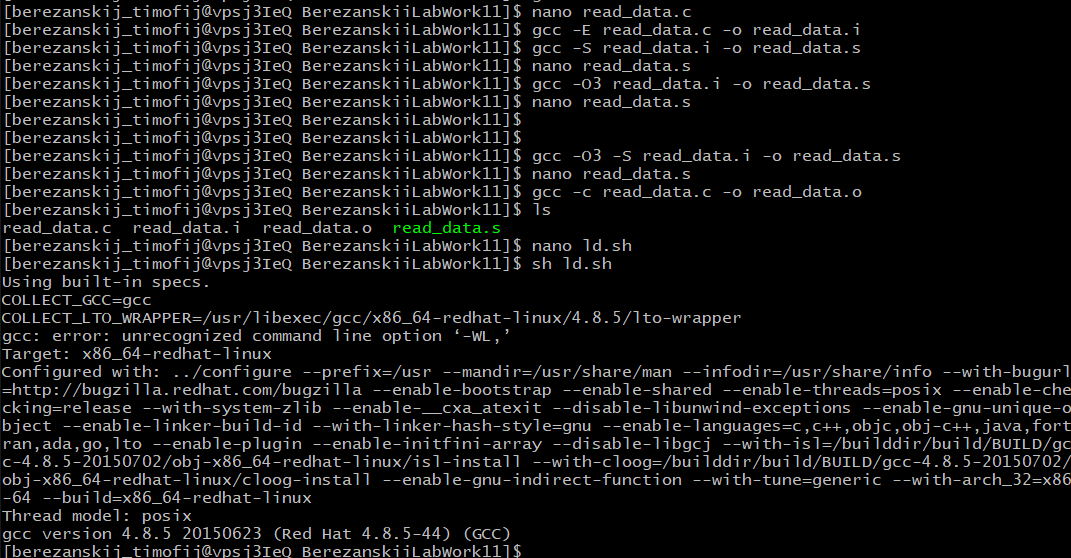 [berezanskij_timofij@vpsj3IeQ BerezanskiiLabWork11]$ nano read_data.c
[berezanskij_timofij@vpsj3IeQ BerezanskiiLabWork11]$ gcc -E read_data.c -o read_data.i
[berezanskij_timofij@vpsj3IeQ BerezanskiiLabWork11]$ gcc -S read_data.i -o read_data.s
[berezanskij_timofij@vpsj3IeQ BerezanskiiLabWork11]$ nano read_data.s
[berezanskij_timofij@vpsj3IeQ BerezanskiiLabWork11]$ gcc -O3 read_data.i -o read_data.s
[berezanskij_timofij@vpsj3IeQ BerezanskiiLabWork11]$ nano read_data.s
[berezanskij_timofij@vpsj3IeQ BerezanskiiLabWork11]$
[berezanskij_timofij@vpsj3IeQ BerezanskiiLabWork11]$
[berezanskij_timofij@vpsj3IeQ BerezanskiiLabWork11]$ gcc -O3 -S read_data.i -o read_data.s
[berezanskij_timofij@vpsj3IeQ BerezanskiiLabWork11]$ nano read_data.s
[berezanskij_timofij@vpsj3IeQ BerezanskiiLabWork11]$ gcc -c read_data.c -o read_data.o
[berezanskij_timofij@vpsj3IeQ BerezanskiiLabWork11]$ ls
read_data.c  read_data.i  read_data.o  read_data.s
[berezanskij_timofij@vpsj3IeQ BerezanskiiLabWork11]$ nano ld.sh
[berezanskij_timofij@vpsj3IeQ BerezanskiiLabWork11]$ sh ld.sh
Using built-in specs.
COLLECT_GCC=gcc
COLLECT_LTO_WRAPPER=/usr/libexec/gcc/x86_64-redhat-linux/4.8.5/lto-wrapper
gcc: error: unrecognized command line option ‘-WL,’
Target: x86_64-redhat-linux
Configured with: ../configure --prefix=/usr --mandir=/usr/share/man --infodir=/usr/share/info --with-bugurl
=http://bugzilla.redhat.com/bugzilla --enable-bootstrap --enable-shared --enable-threads=posix --enable-che
cking=release --with-system-zlib --enable-__cxa_atexit --disable-libunwind-exceptions --enable-gnu-unique-o
bject --enable-linker-build-id --with-linker-hash-style=gnu --enable-languages=c,c++,objc,obj-c++,java,fort
ran,ada,go,lto --enable-plugin --enable-initfini-array --disable-libgcj --with-isl=/builddir/build/BUILD/gc
c-4.8.5-20150702/obj-x86_64-redhat-linux/isl-install --with-cloog=/builddir/build/BUILD/gcc-4.8.5-20150702/
obj-x86_64-redhat-linux/cloog-install --enable-gnu-indirect-function --with-tune=generic --with-arch_32=x86
-64 --build=x86_64-redhat-linux
Thread model: posix
gcc version 4.8.5 20150623 (Red Hat 4.8.5-44) (GCC)
[berezanskij_timofij@vpsj3IeQ BerezanskiiLabWork11]$